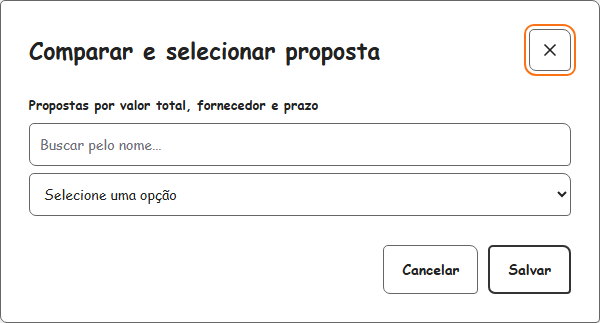 Comparar e selecionar proposta
Propostas por valor total, fornecedor e prazo
Buscar pelo nome...
Selecione uma opção
Cancelar
Salvar